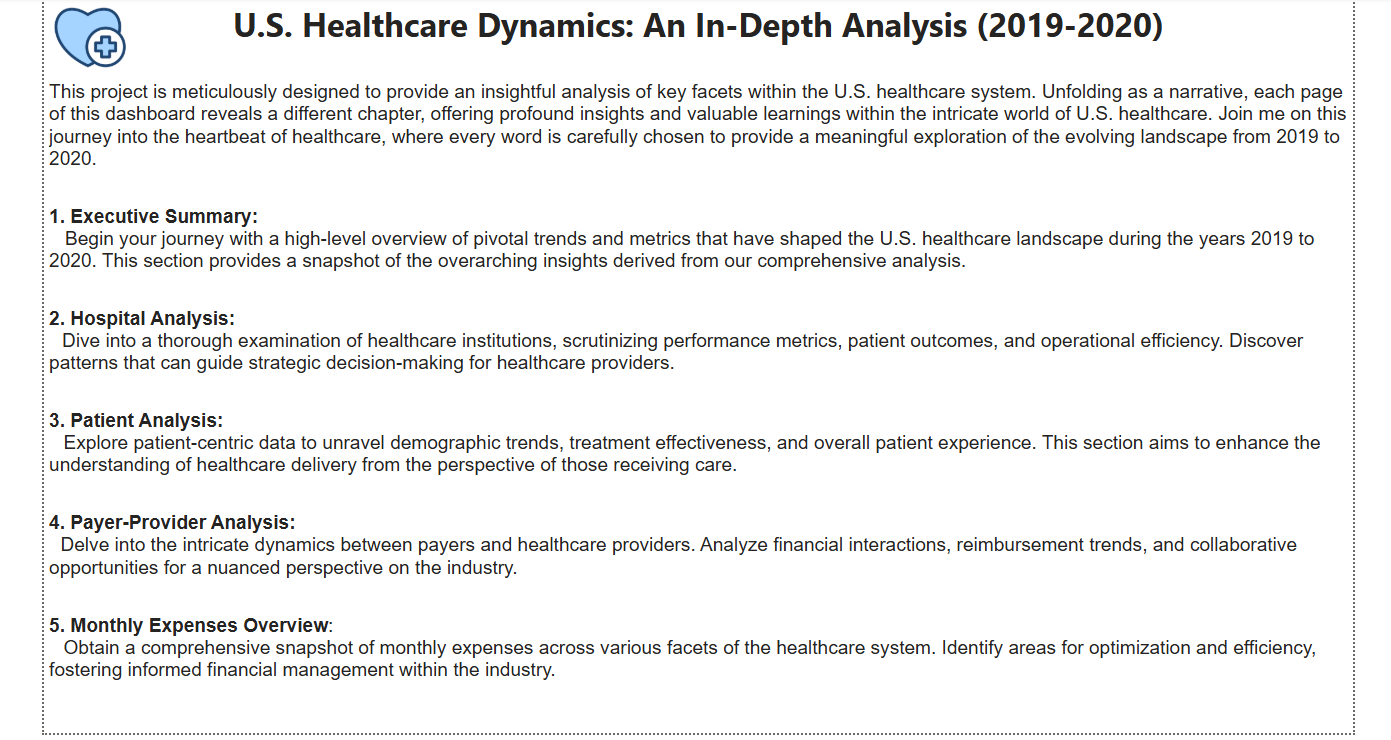 U.S. Healthcare Dynamics: An In-Depth Analysis (2019-2020)
This project is meticulously designed to provide an insightful analysis of key facets within the U.S. healthcare system. Unfolding as a narrative, each page
of this dashboard reveals a different chapter, offering profound insights and valuable learnings within the intricate world of U.S. healthcare. Join me on this
journey into the heartbeat of healthcare, where every word is carefully chosen to provide a meaningful exploration of the evolving landscape from 2019 to
2020.
1. Executive Summary:
Begin your journey with a high-level overview of pivotal trends and metrics that have shaped the U.S. healthcare landscape during the years 2019 to
2020. This section provides a snapshot of the overarching insights derived from our comprehensive analysis.
2. Hospital Analysis:
Dive into a thorough examination of healthcare institutions, scrutinizing performance metrics, patient outcomes, and operational efficiency. Discover
patterns that can guide strategic decision-making for healthcare providers.
3. Patient Analysis:
Explore patient-centric data to unravel demographic trends, treatment effectiveness, and overall patient experience. This section aims to enhance the
understanding of healthcare delivery from the perspective of those receiving care.
4. Payer-Provider Analysis:
Delve into the intricate dynamics between payers and healthcare providers. Analyze financial interactions, reimbursement trends, and collaborative
opportunities for a nuanced perspective on the industry.
5. Monthly Expenses Overview:
Obtain a comprehensive snapshot of monthly expenses across various facets of the healthcare system. Identify areas for optimization and efficiency,
fostering informed financial management within the industry.